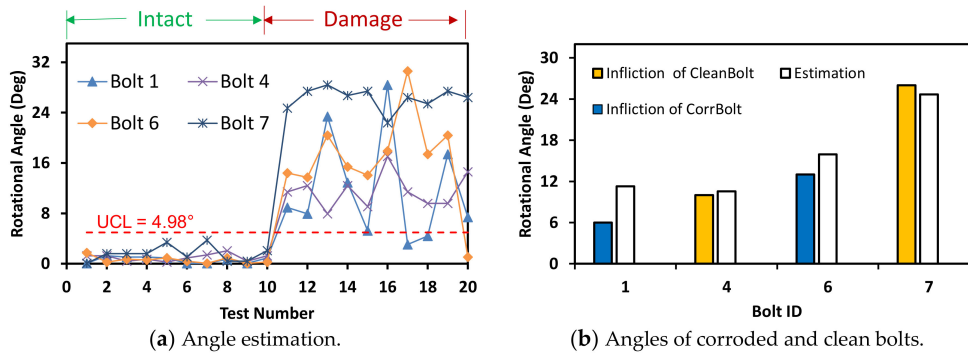 Intact Damage
Rotational Angle (Deg)
32
24
16
8
0
Bolt 1 Bolt 4
Bolt 6 Bolt 7
UCL = 4.98°
0 2 4 6 8 10 12 14 16 18 20
Test Number
(a) Angle estimation.
Rotational Angle (Deg)
30
24
18
12
6
0
Infliction of CleanBolt Estimation
Infliction of CorrBolt
1 4 6 7
Bolt ID
(b) Angles of corroded and clean bolts.